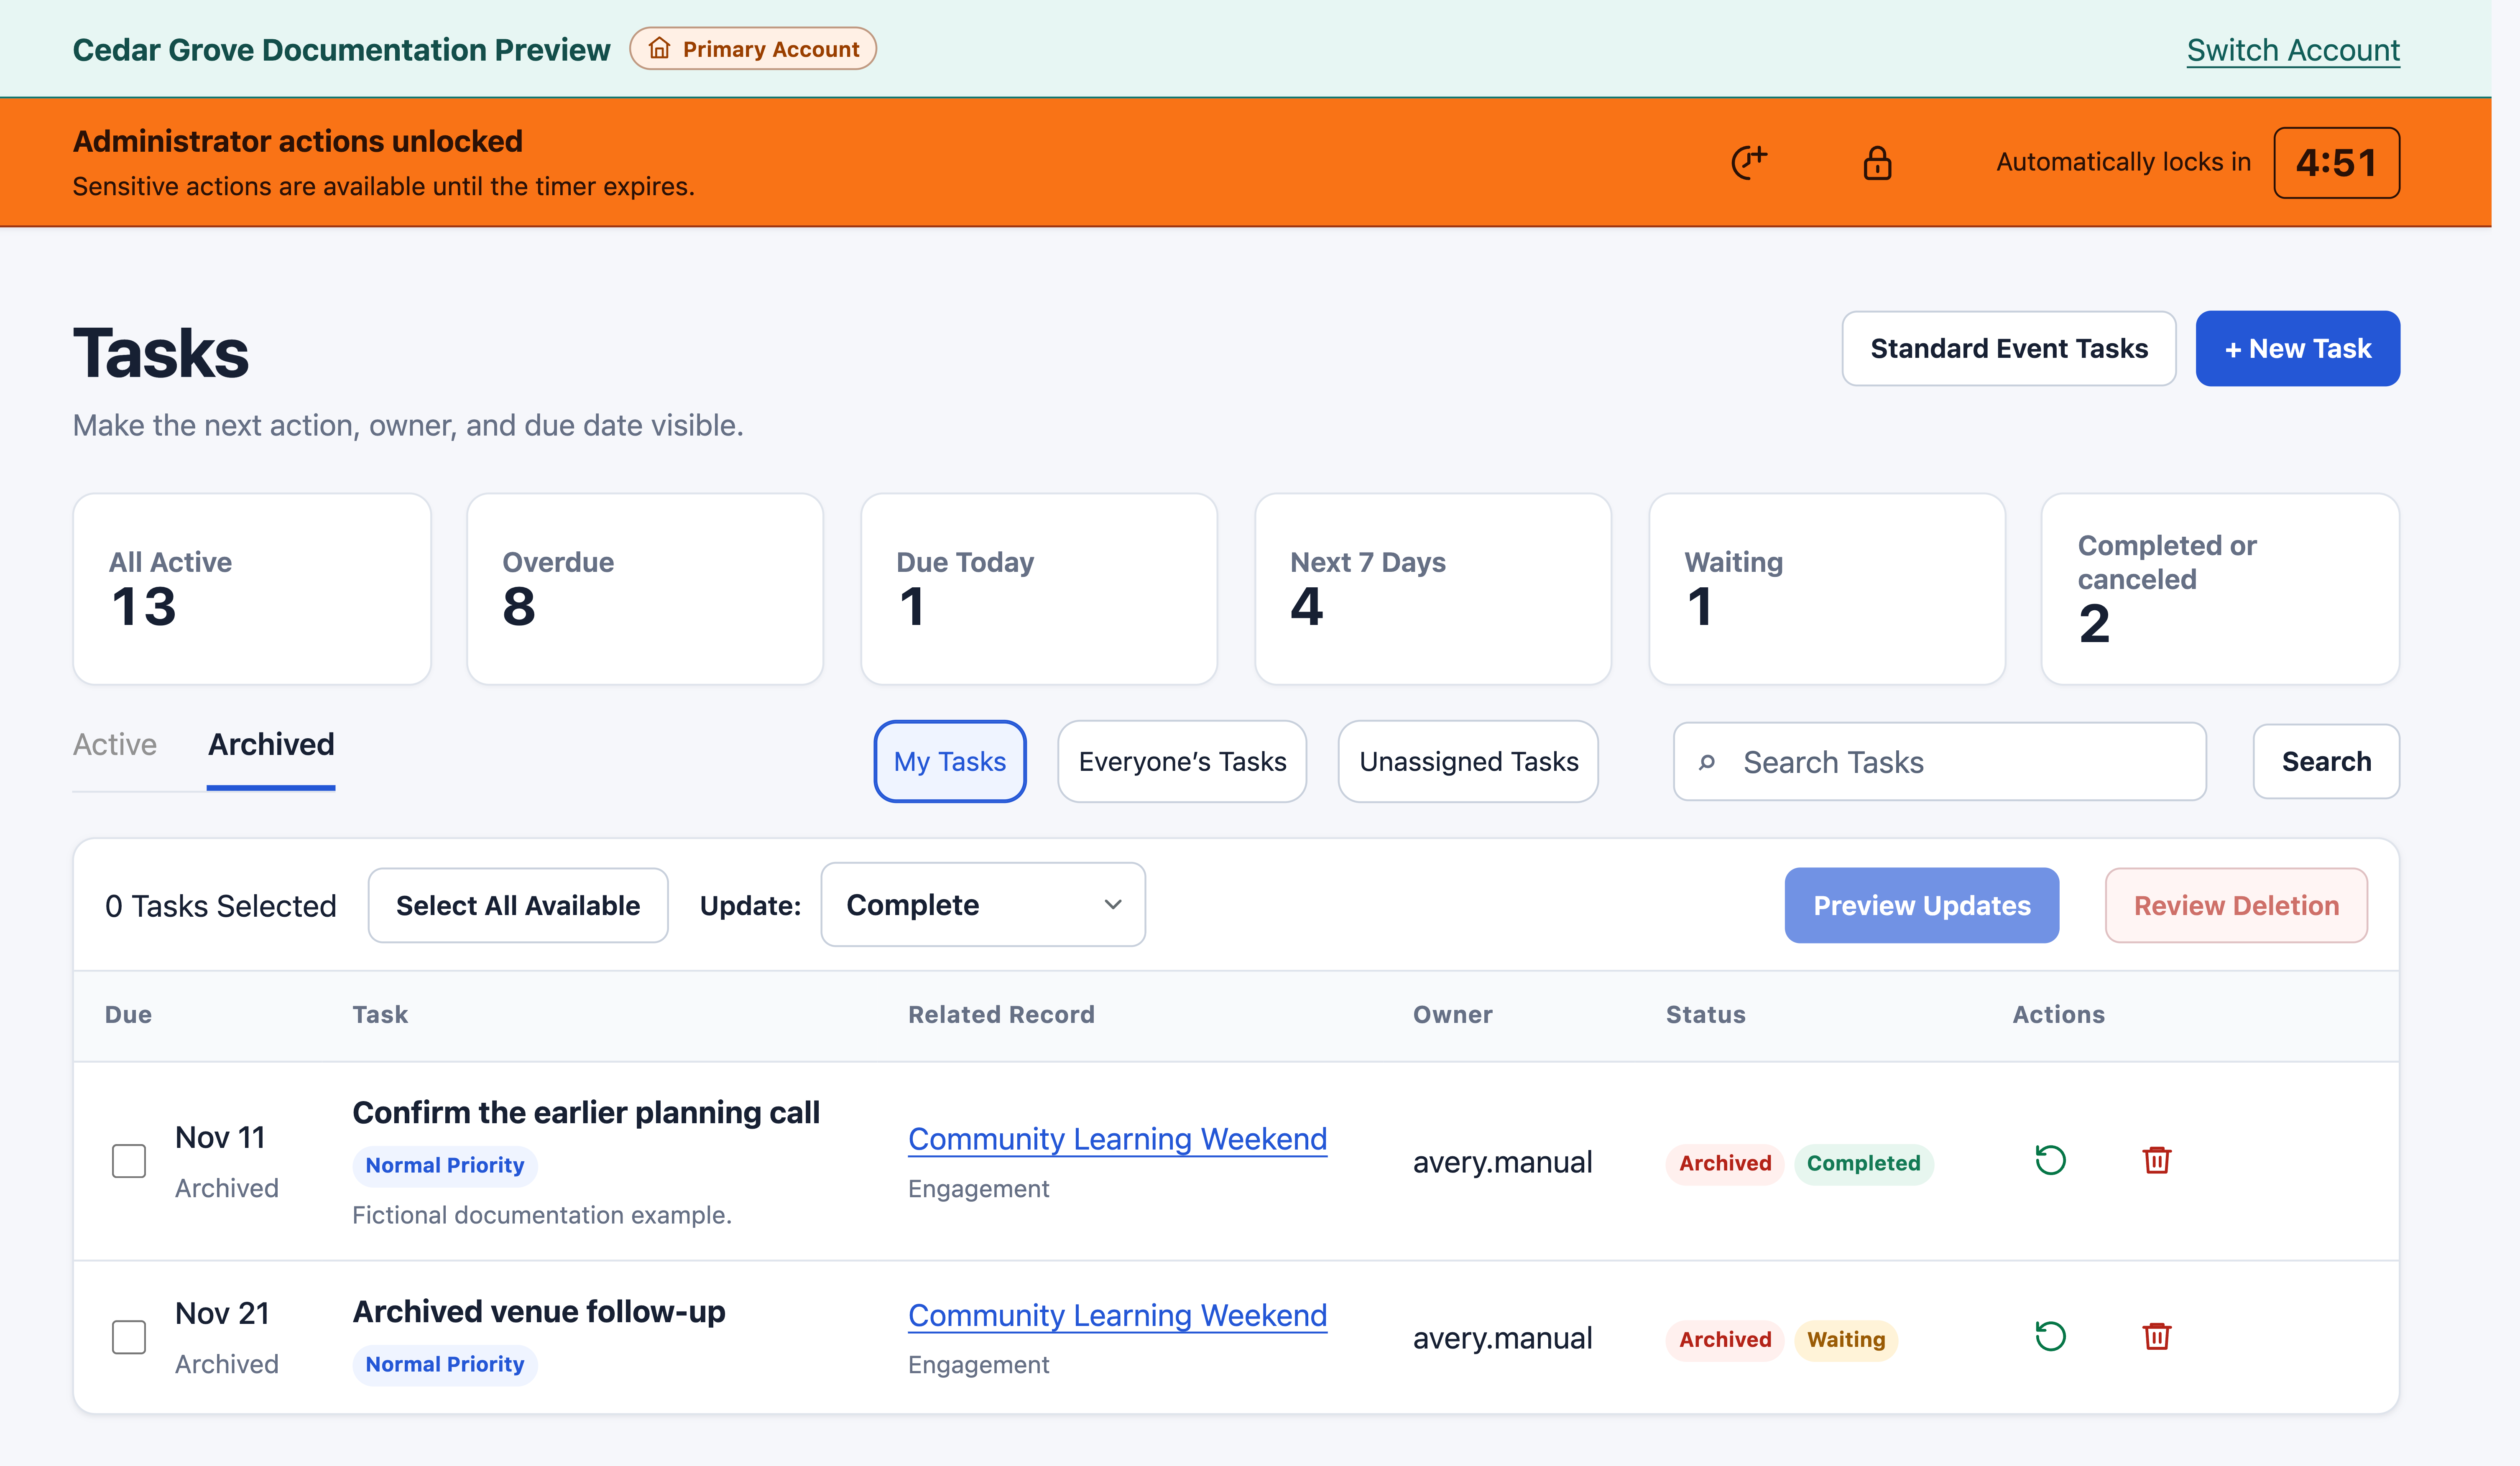 Cedar Grove Documentation Preview
Primary Account
Switch Account
Administrator actions unlocked
Sensitive actions are available until the timer expires.
Automatically locks in
4:51
Tasks
Make the next action, owner, and due date visible.
Standard Event Tasks
+ New Task
All Active
13
Overdue
8
Due Today
1
Next 7 Days
4
Waiting
1
Completed or
canceled
2
Active
Archived
My Tasks
Everyone’s Tasks
Unassigned Tasks
Search Tasks
Search
0 Tasks Selected
Select All Available
Update:
Complete
Preview Updates
Review Deletion
Due
Task
Related Record
Owner
Status
Actions
Nov 11
Archived
Confirm the earlier planning call
Normal Priority
Fictional documentation example.
Community Learning Weekend
Engagement
avery.manual
Archived
Completed
Nov 21
Archived
Archived venue follow-up
Normal Priority
Community Learning Weekend
Engagement
avery.manual
Archived
Waiting